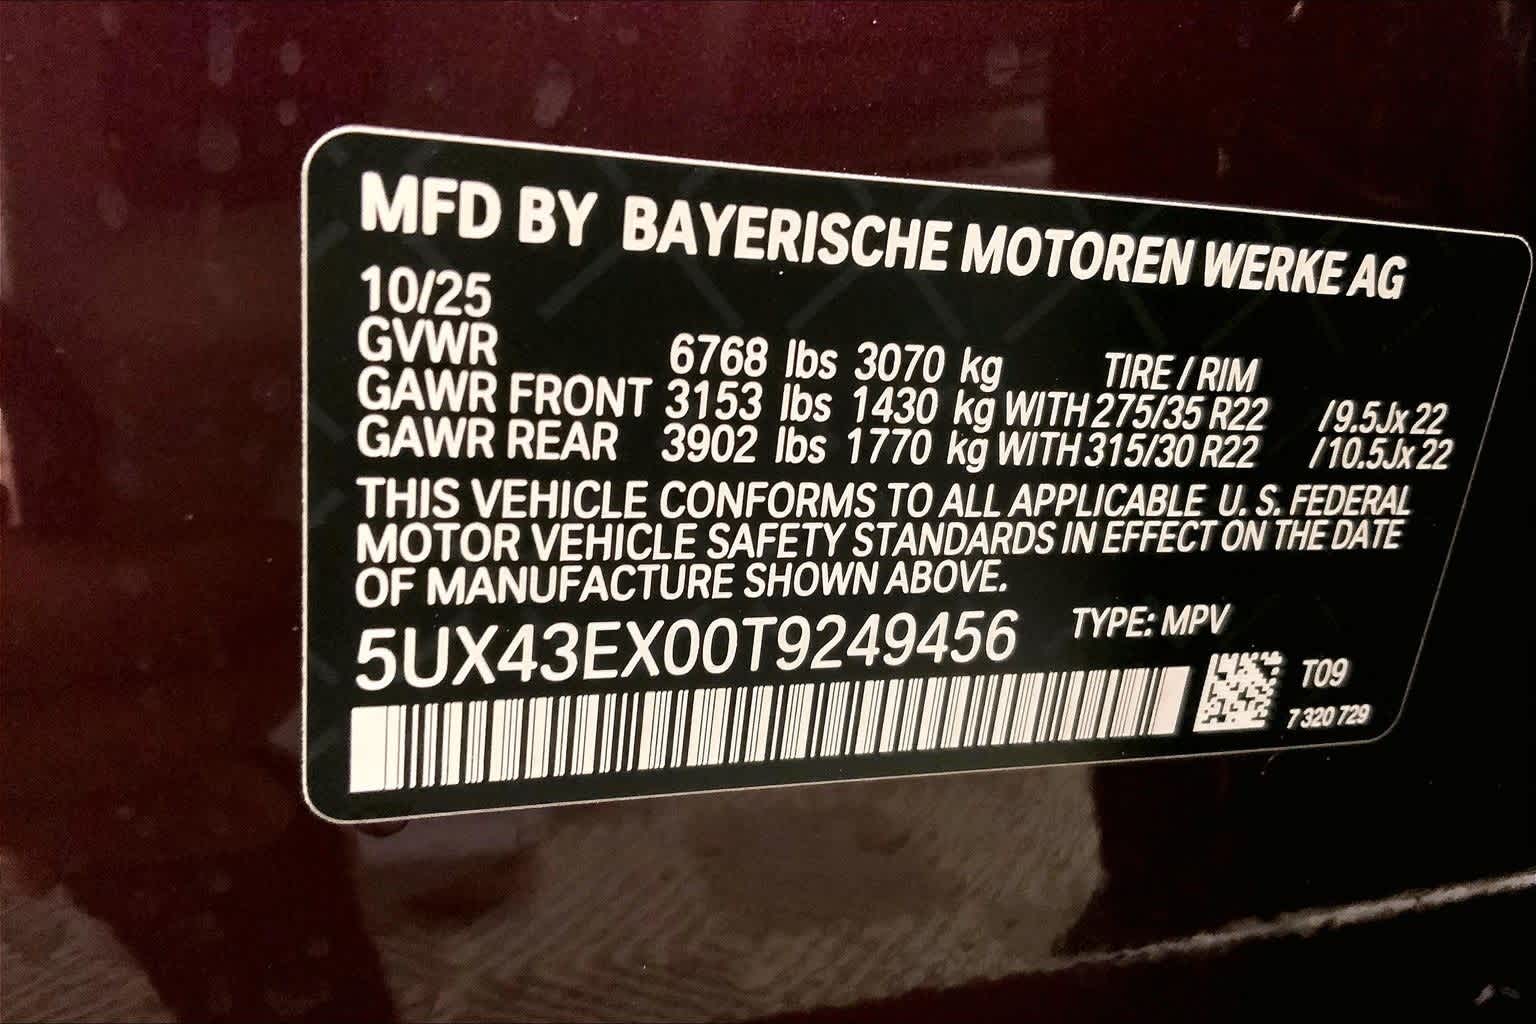 MFD BY BAYERISCHE MOTOREN WERKE AG
10/25
GVWR 6768 lbs 3070 kg TIRE / RIM
GAWR FRONT 3153 lbs 1430 kg WITH 275/35 R22 /9.5Jx22
GAWR REAR 3902 lbs 1770 kg WITH 315/30 R22 /10.5Jx22
THIS VEHICLE CONFORMS TO ALL APPLICABLE U. S. FEDERAL
MOTOR VEHICLE SAFETY STANDARDS IN EFFECT ON THE DATE
OF MANUFACTURE SHOWN ABOVE.
5UX43EX00T9249456 TYPE: MPV
T09
7 320 729